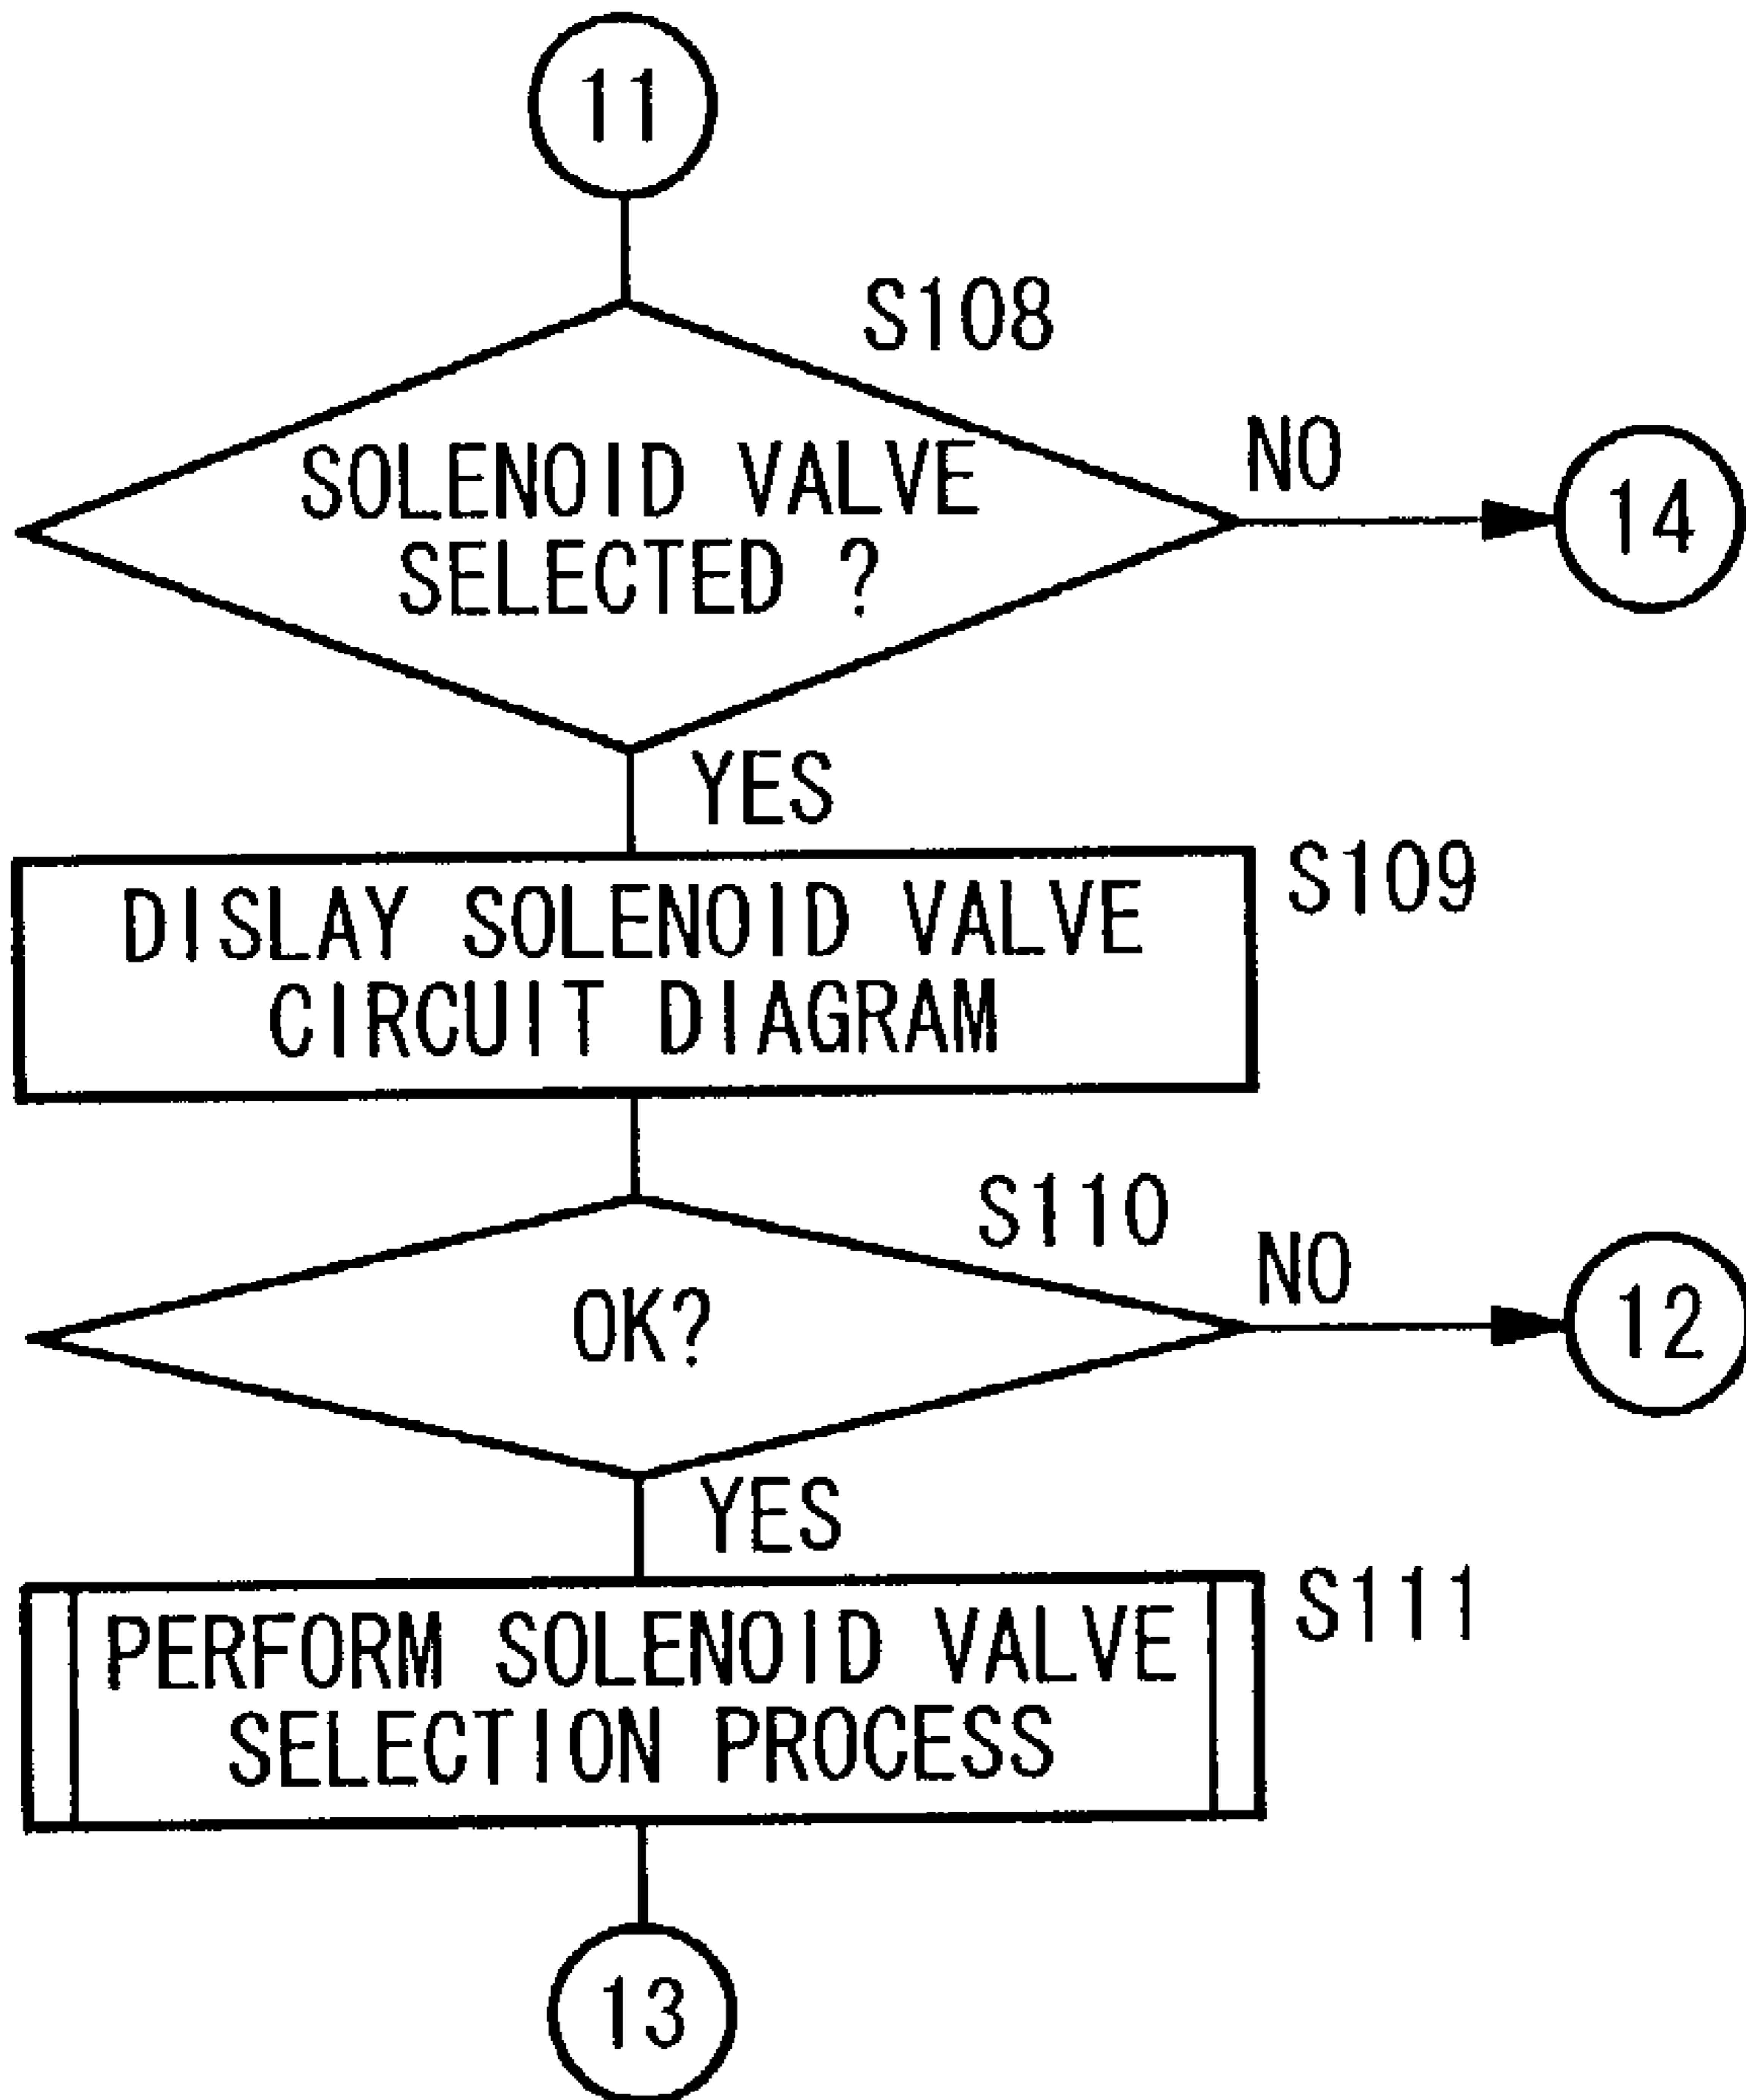 11
S108
SOLENOID VALVE
SELECTED ?
NO
14
YES
S109
DISLAY SOLENOID VALVE
CIRCUIT DIAGRAM
S110
OK?
NO
12
YES
S111
PERFORM SOLENOID VALVE
SELECTION PROCESS
13